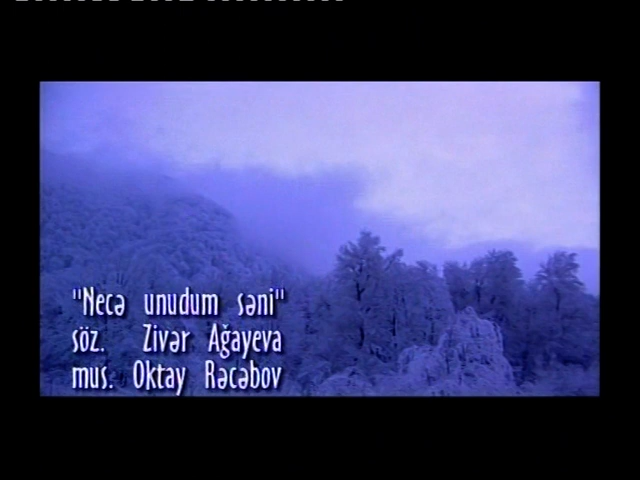 "Necə unudum səni"
söz. Zivər Ağayeva
mus. Oktay Rəcəbov